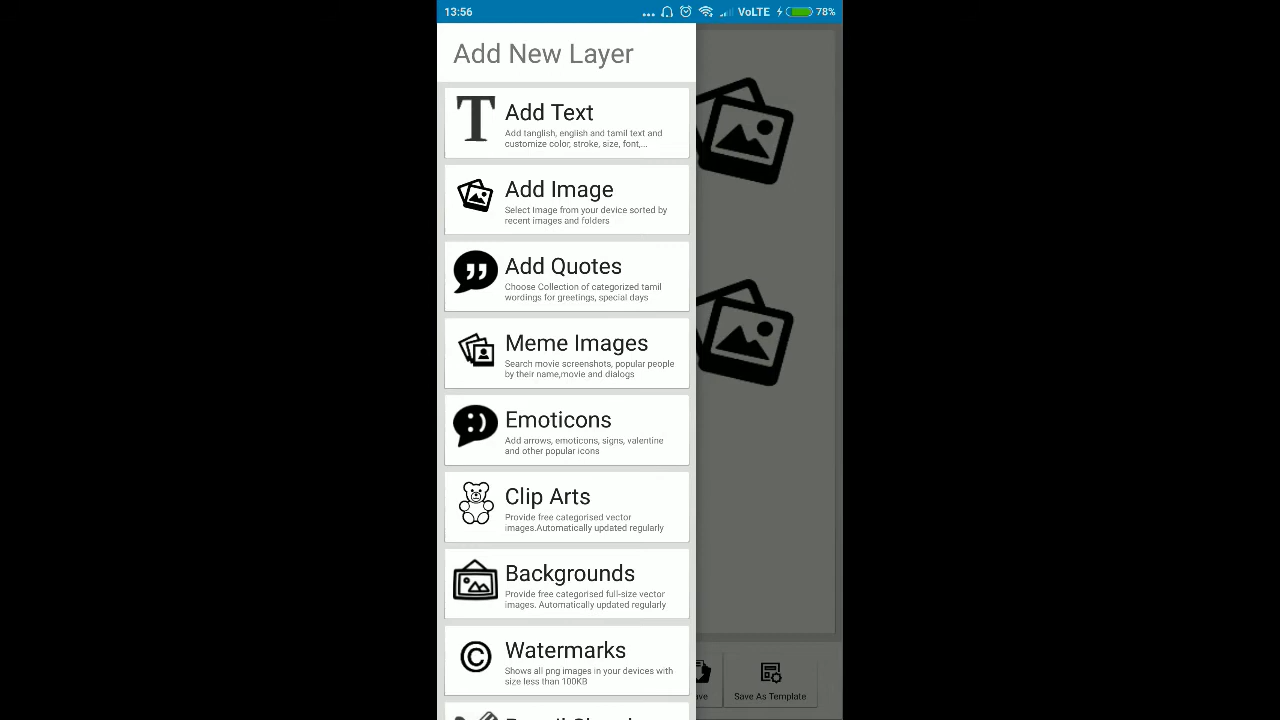 13:56
VoLTE
78%
Add New Layer
Add Text
Add tanglish, english and tamil text and
customize color, stroke, size, font,...
Add Image
Select Image from your device sorted by
recent images and folders
Add Quotes
Choose Collection of categorized tamil
wordings for greetings, special days
Meme Images
Search movie screenshots, popular people
by their name,movie and dialogs
Emoticons
Add arrows, emoticons, signs, valentine
and other popular icons
Clip Arts
Provide free categorised vector
images.Automatically updated regularly
Backgrounds
Provide free categorised full-size vector
images. Automatically updated regularly
Watermarks
Shows all png images in your devices with
size less than 100KB
Save As Template